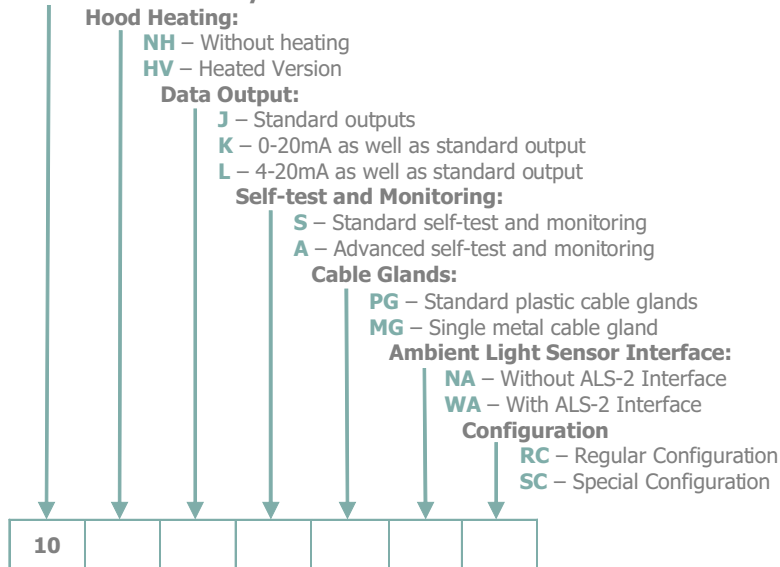 Hood Heating:
NH – Without heating
HV – Heated Version
Data Output:
J – Standard outputs
K – 0-20mA as well as standard output
L – 4-20mA as well as standard output
Self-test and Monitoring:
S – Standard self-test and monitoring
A – Advanced self-test and monitoring
Cable Glands:
PG – Standard plastic cable glands
MG – Single metal cable gland
Ambient Light Sensor Interface:
NA – Without ALS-2 Interface
WA – With ALS-2 Interface
Configuration
RC – Regular Configuration
SC – Special Configuration
10